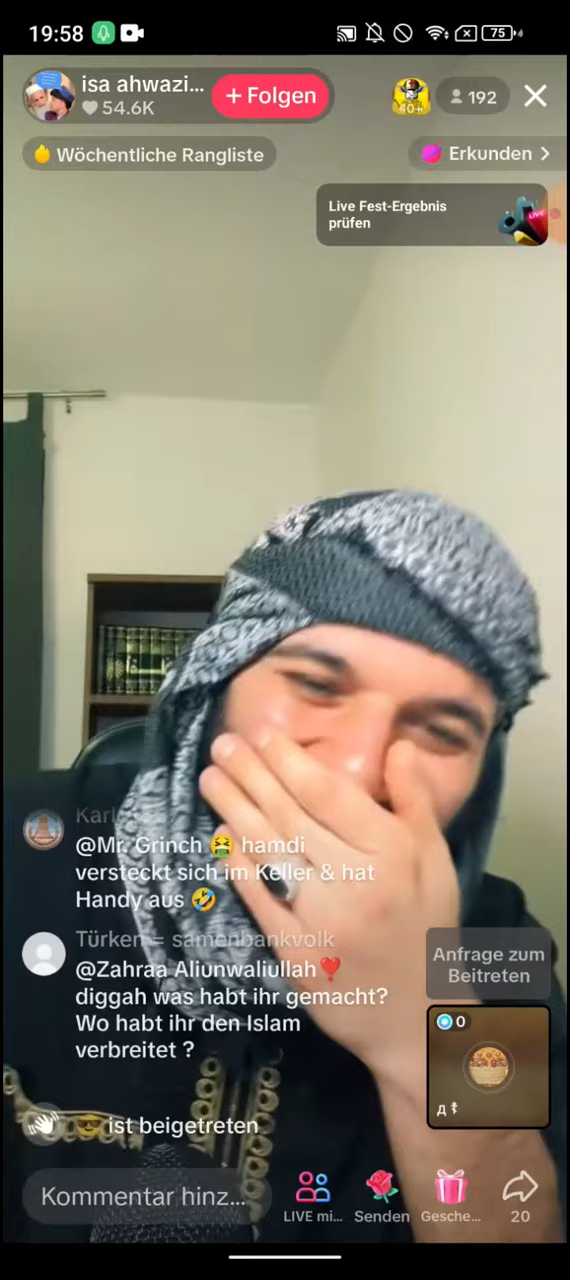 19:58
75
isa ahwazi...
54.6K
+ Folgen
10+
192
Wöchentliche Rangliste
Erkunden >
Live Fest-Ergebnis
prüfen
LIVE
@Mr. Grinch 🤮 hamdi
versteckt sich im Keller & hat
Handy aus 🤣
Türken = samenbankvolk
@Zahraa Aliunwaliullah❣️
diggah was habt ihr gemacht?
Wo habt ihr den Islam
verbreitet ?
Anfrage zum
Beitreten
0
😎 ist beigetreten
Kommentar hinz...
LIVE mi...
Senden
Gesche...
20